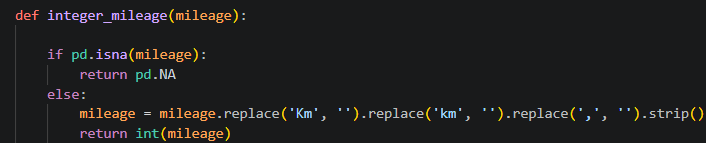 def integer_mileage(mileage):
    if pd.isna(mileage):
        return pd.NA
    else:
        mileage = mileage.replace('Km', '').replace('km', '').replace(',', '').strip()
        return int(mileage)